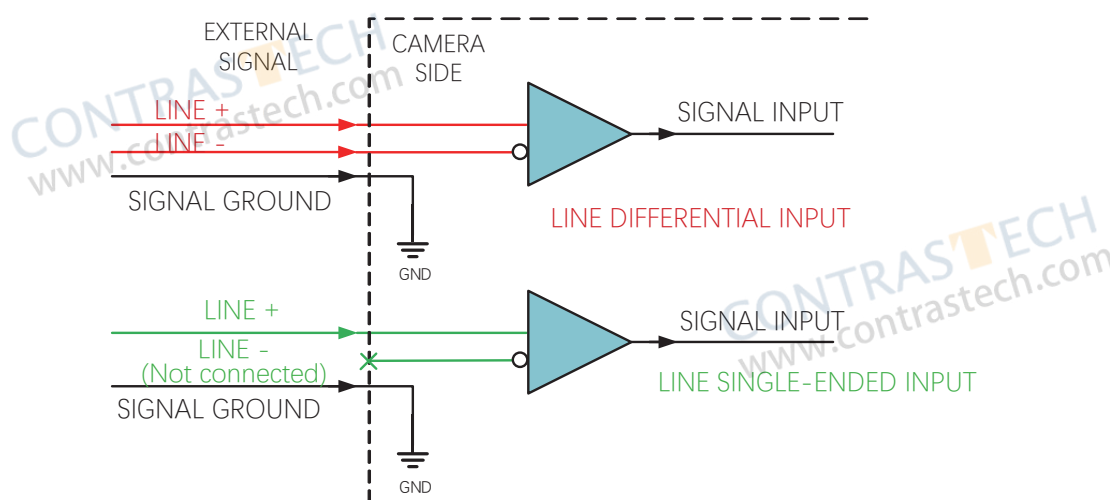 EXTERNAL
SIGNAL
CAMERA
SIDE
CONTRASTECH
www.contrastech.com
LINE +
LINE -
SIGNAL GROUND
SIGNAL INPUT
LINE DIFFERENTIAL INPUT
GND
CONTRASTECH
www.contrastech.com
LINE +
LINE -
(Not connected)
SIGNAL GROUND
SIGNAL INPUT
LINE SINGLE-ENDED INPUT
GND